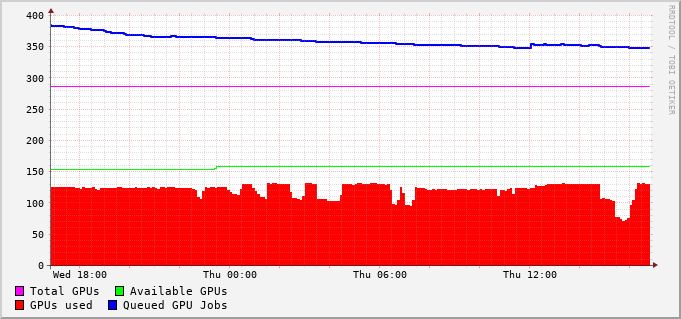 400
350
300
250
200
150
100
50
0
Wed 18:00 Thu 00:00 Thu 06:00 Thu 12:00
Total GPUs Available GPUs
GPUs used Queued GPU Jobs
RRDTOOL / TOBI OETIKER